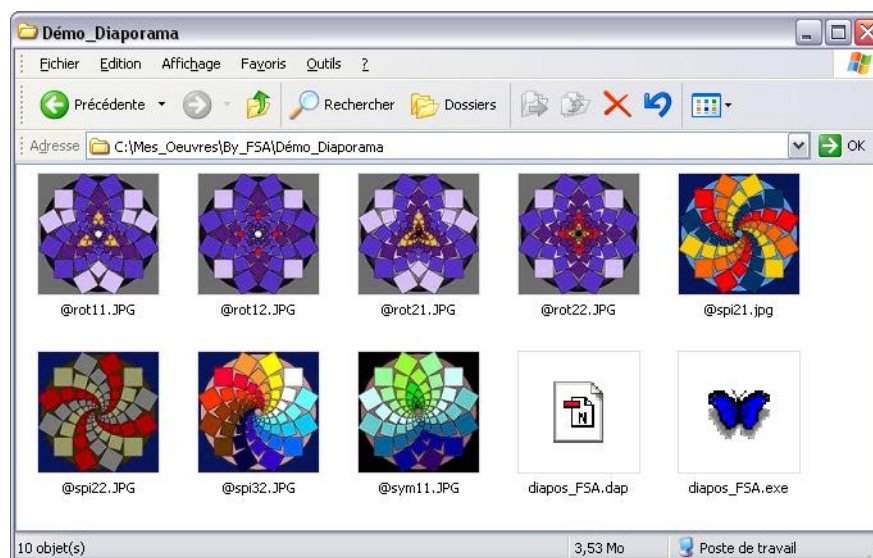 Démo_Diaporama
Fichier Edition Affichage Favoris Outils ?
Précédente Rechercher Dossiers
Adresse C:\Mes_Oeuvres\By_FSA\Démo_Diaporama OK
@rot11.JPG @rot12.JPG @rot21.JPG @rot22.JPG @spi21.jpg
N
@spi22.JPG @spi32.JPG @sym11.JPG diapos_FSA.dap diapos_FSA.exe
10 objet(s) 3,53 Mo Poste de travail